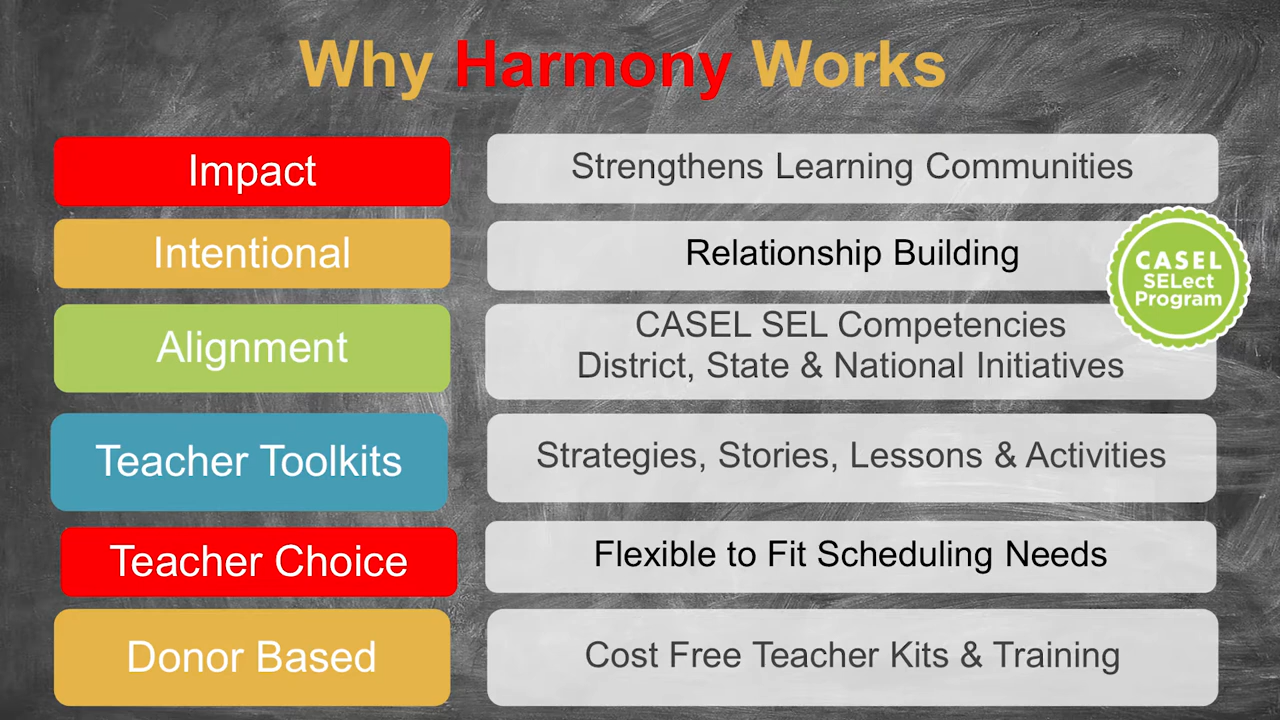 Why Harmony Works
Impact
Strengthens Learning Communities
Intentional
Relationship Building
CASEL
SELect
Program
Alignment
CASEL SEL Competencies
District, State & National Initiatives
Teacher Toolkits
Strategies, Stories, Lessons & Activities
Teacher Choice
Flexible to Fit Scheduling Needs
Donor Based
Cost Free Teacher Kits & Training